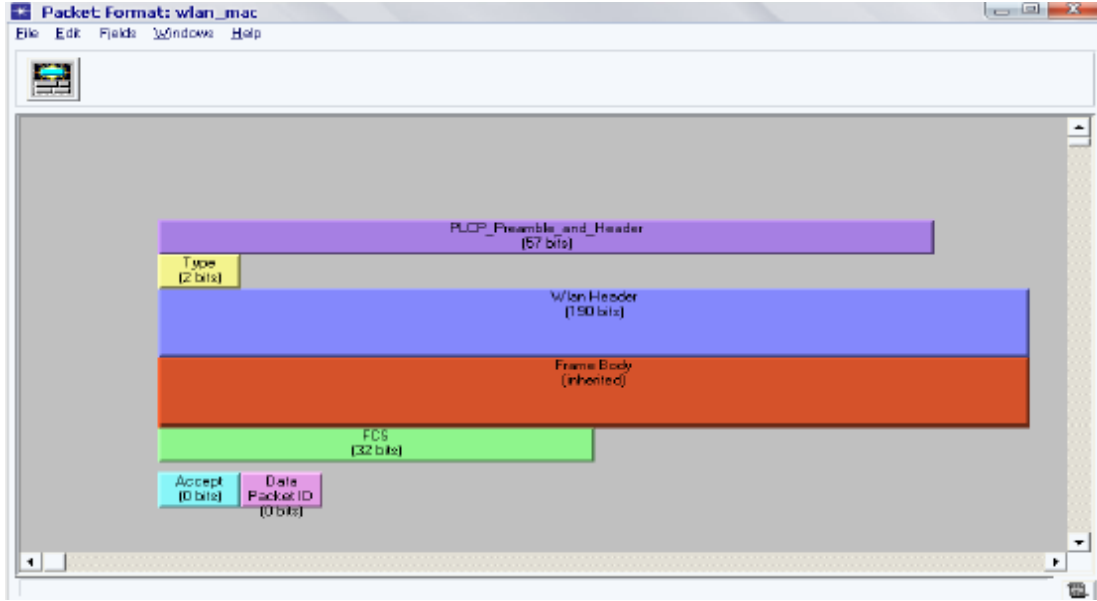 Packet Format: wlan_mac
File Edit Fields Windows Help
PLCP_Preamble_and_Header
(57 bits)
Type
(2 bits)
Wlan Header
(190 bits)
Frame Body
(inherited)
FCS
(32 bits)
Accept
(0 bits)
Data
Packet ID
(0 bits)